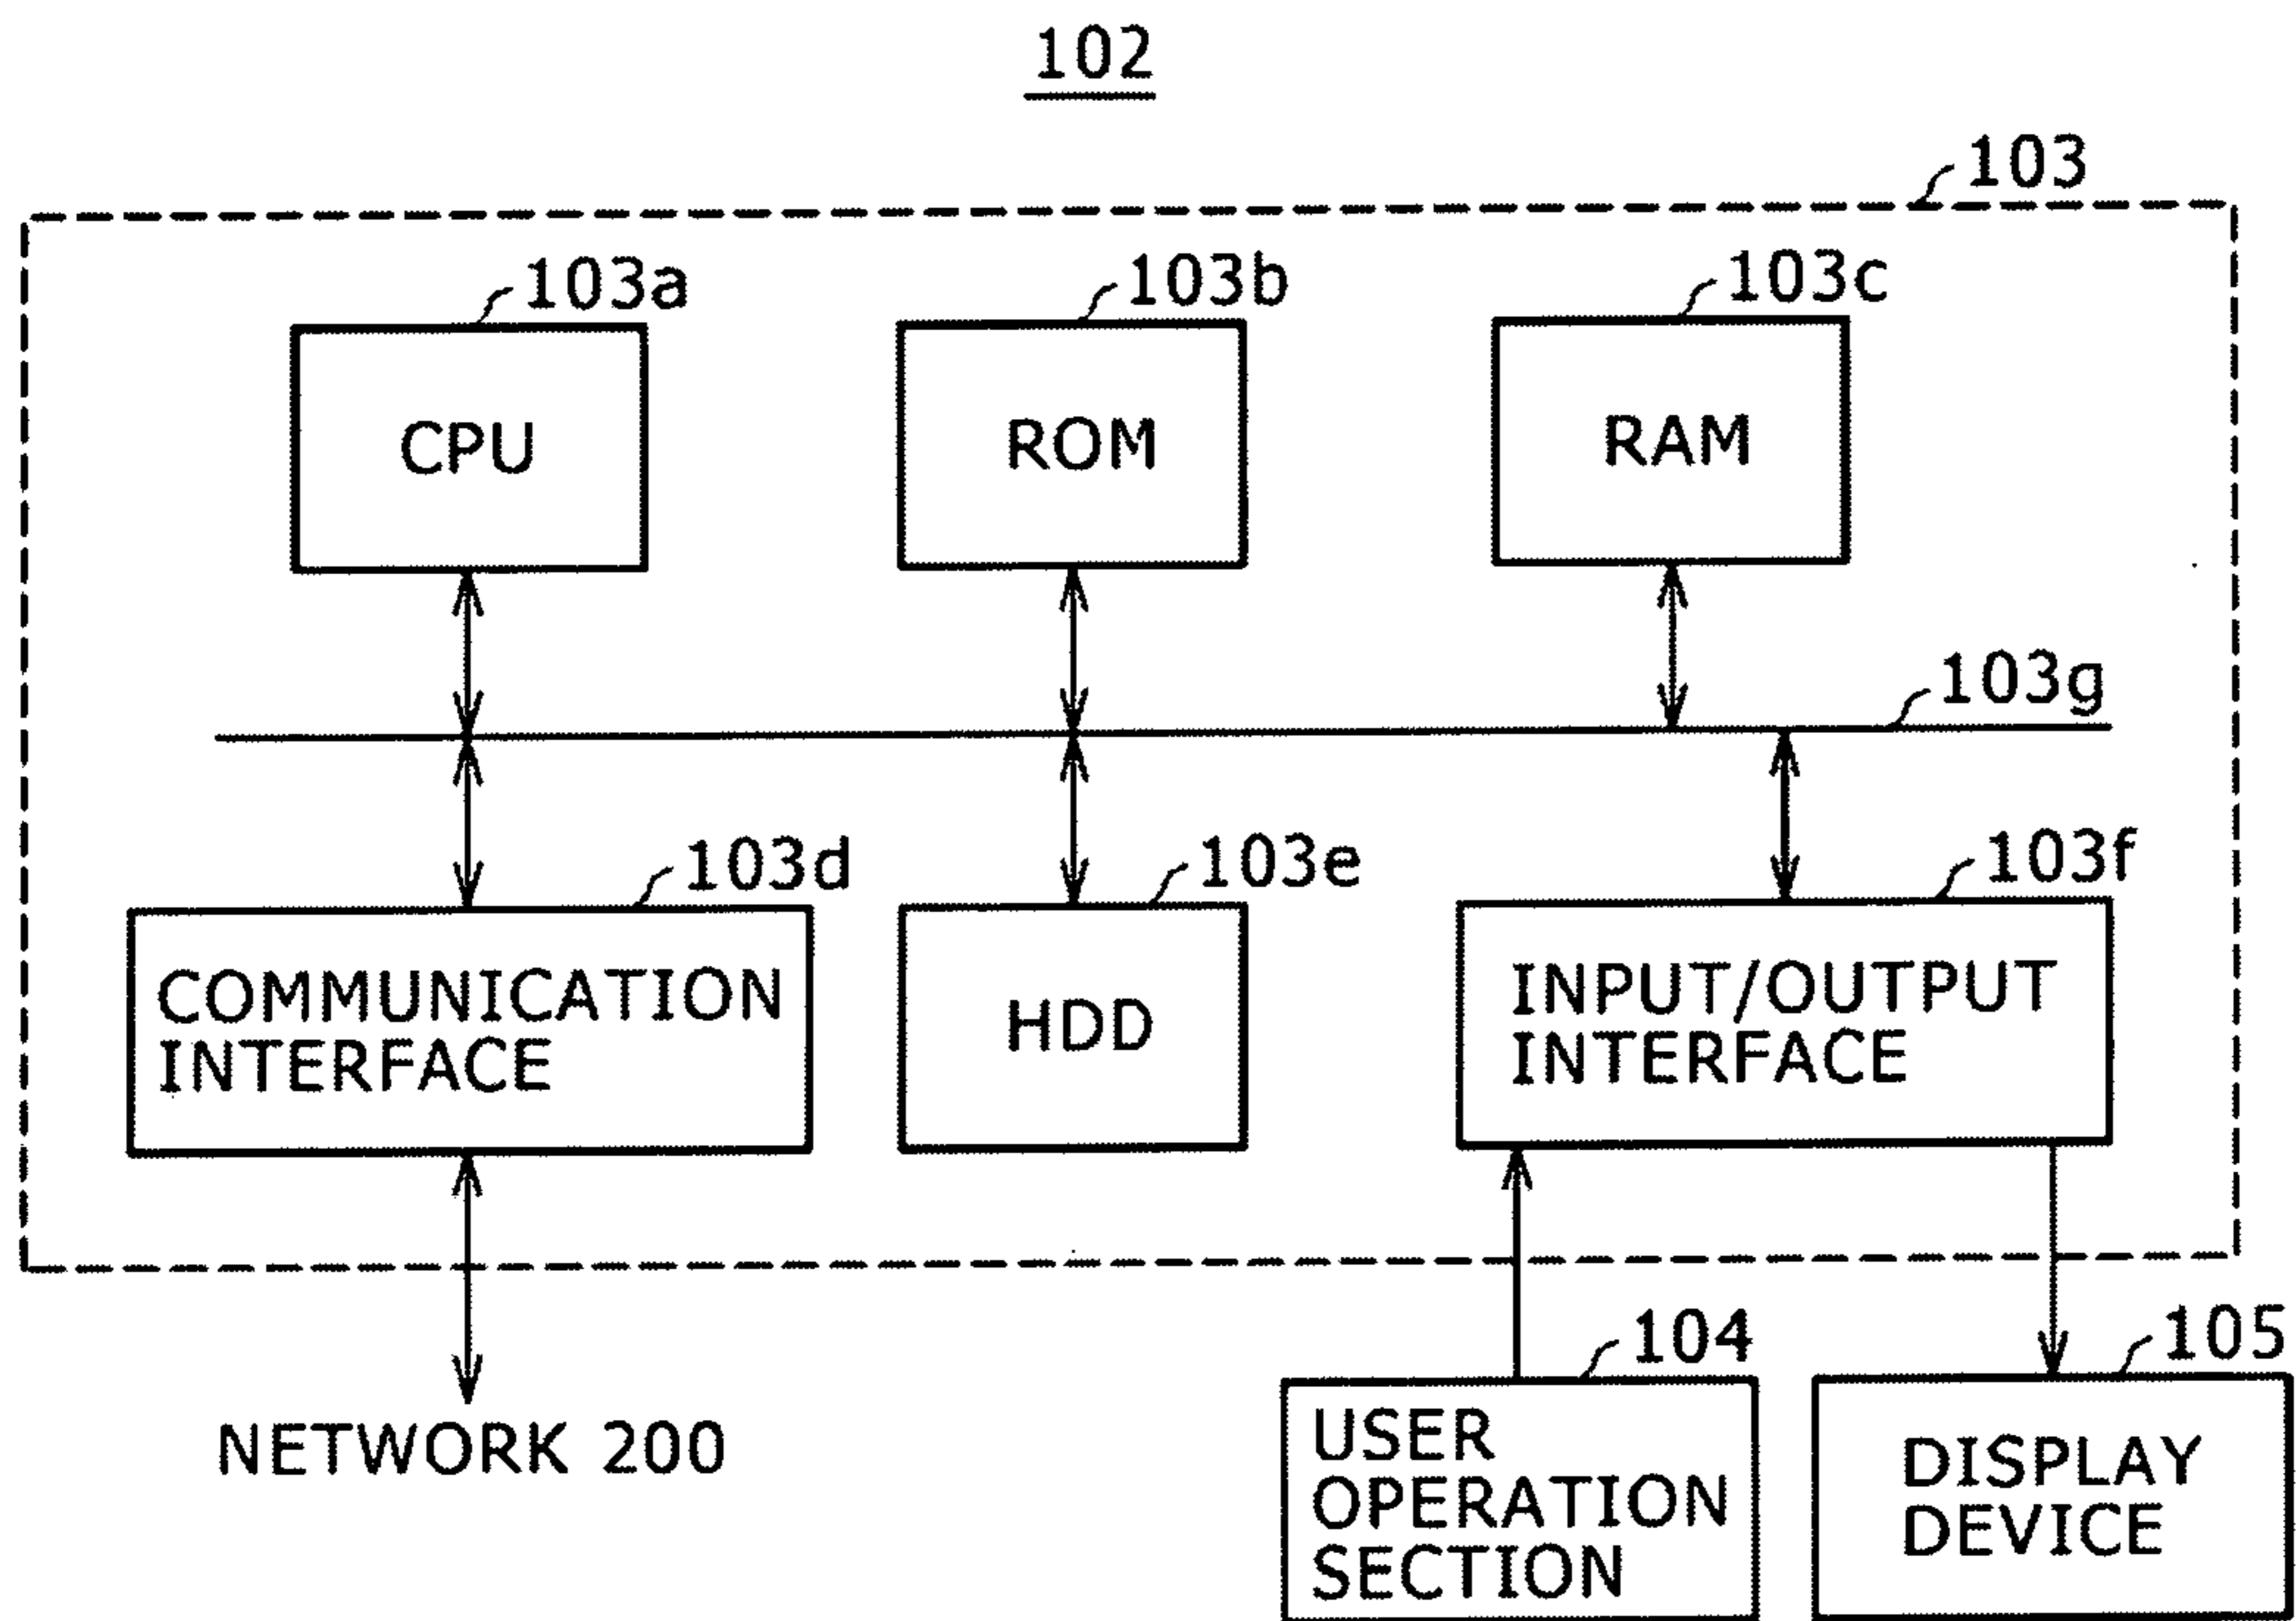 102
103
103a
103b
103c
CPU
ROM
RAM
103g
103d
103e
103f
COMMUNICATION
INTERFACE
HDD
INPUT/OUTPUT
INTERFACE
NETWORK 200
104
USER
OPERATION
SECTION
105
DISPLAY
DEVICE